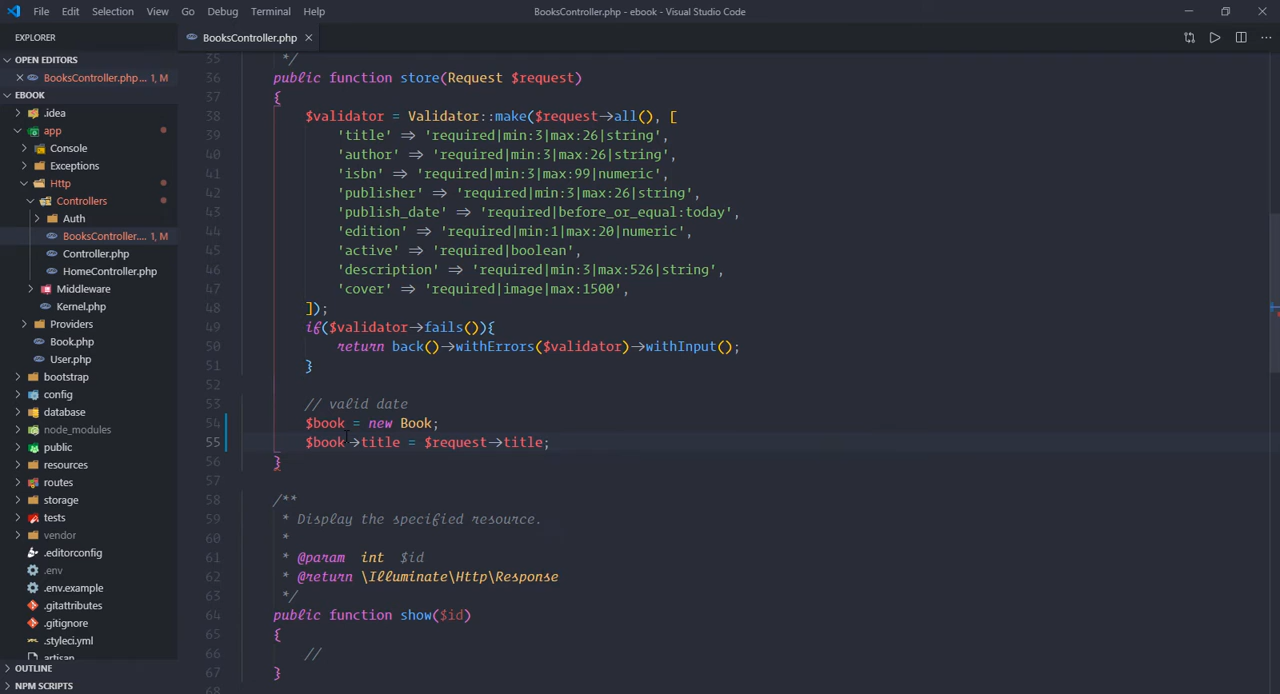 File Edit Selection View Go Debug Terminal Help
BooksController.php - ebook - Visual Studio Code
EXPLORER
OPEN EDITORS
BooksController.php ... 1, M
EBOOK
.idea
app
Console
Exceptions
Http
Controllers
Auth
BooksController.... 1, M
Controller.php
HomeController.php
Middleware
Kernel.php
Providers
Book.php
User.php
bootstrap
config
database
node_modules
public
resources
routes
storage
tests
vendor
.editorconfig
.env
.env.example
.gitattributes
.gitignore
.styleci.yml
artisan
OUTLINE
NPM SCRIPTS
BooksController.php
35 */
36 public function store(Request $request)
37 {
38 $validator = Validator::make($request->all(), [
39 'title' => 'required|min:3|max:26|string',
40 'author' => 'required|min:3|max:26|string',
41 'isbn' => 'required|min:3|max:99|numeric',
42 'publisher' => 'required|min:3|max:26|string',
43 'publish_date' => 'required|before_or_equal:today',
44 'edition' => 'required|min:1|max:20|numeric',
45 'active' => 'required|boolean',
46 'description' => 'required|min:3|max:526|string',
47 'cover' => 'required|image|max:1500',
48 ]);
49 if($validator->fails()){
50 return back()->withErrors($validator)->withInput();
51 }
52
53 // valid date
54 $book = new Book;
55 $book->title = $request->title;
56 }
57
58 /**
59 * Display the specified resource.
60 *
61 * @param int $id
62 * @return \Illuminate\Http\Response
63 */
64 public function show($id)
65 {
66 //
67 }
68